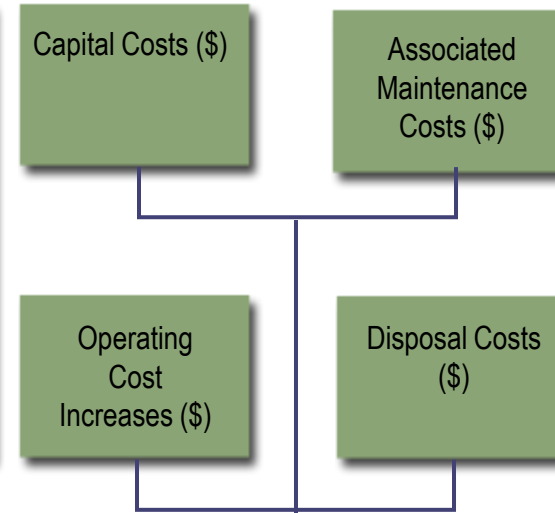 Capital Costs ($)
Associated
Maintenance
Costs ($)
Operating
Cost
Increases ($)
Disposal Costs
($)